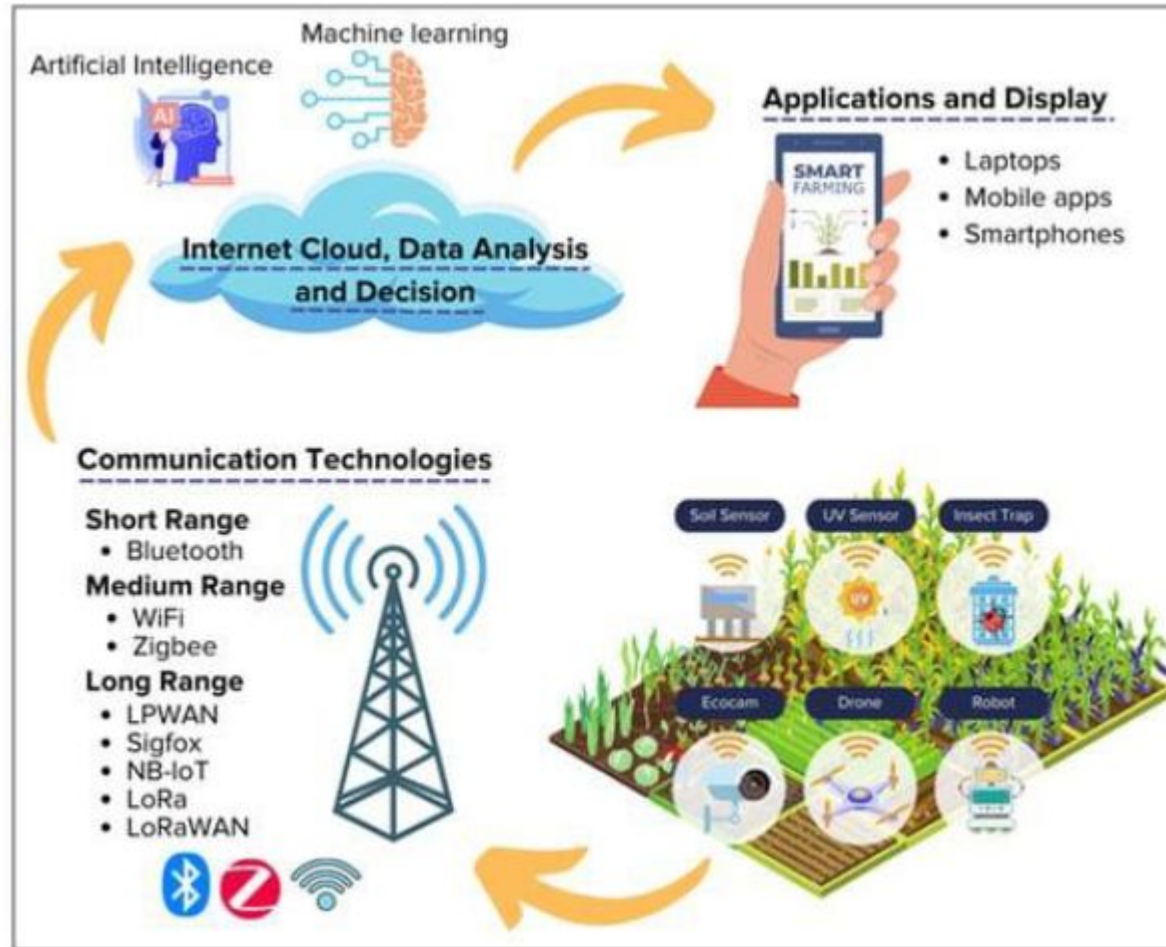 Machine learning
Artificial Intelligence
AI
Internet Cloud, Data Analysis
and Decision
Applications and Display
SMART
FARMING
• Laptops
• Mobile apps
• Smartphones
Communication Technologies
Short Range
• Bluetooth
Medium Range
• WiFi
• Zigbee
Long Range
• LPWAN
• Sigfox
• NB-IoT
• LoRa
• LoRaWAN
Soil Sensor
UV Sensor
Insect Trap
UV
Ecocam
Drone
Robot